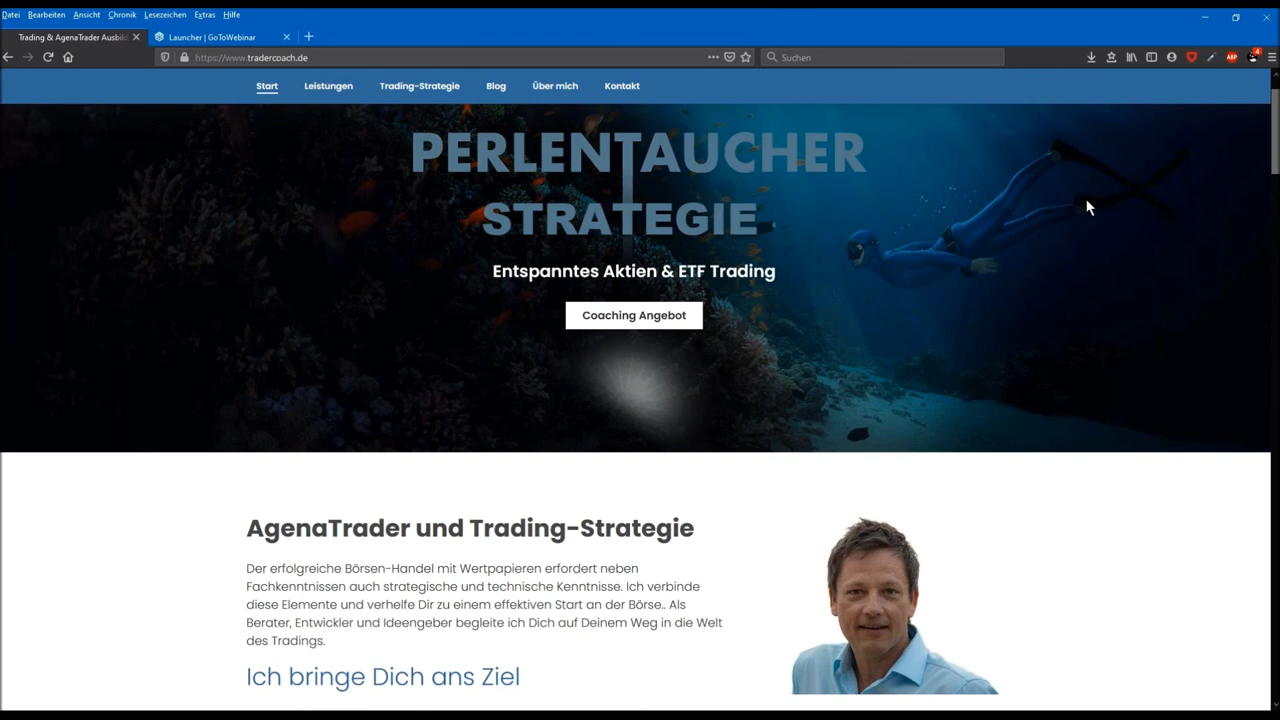 Datei Bearbeiten Ansicht Chronik Lesezeichen Extras Hilfe
Trading & AgenaTrader Ausbild
Launcher | GoToWebinar
https://www.tradercoach.de
Suchen
ABP
4
Start Leistungen Trading-Strategie Blog Über mich Kontakt
PERLENTAUCHER
STRATEGIE
Entspanntes Aktien & ETF Trading
Coaching Angebot
AgenaTrader und Trading-Strategie
Der erfolgreiche Börsen-Handel mit Wertpapieren erfordert neben
Fachkenntnissen auch strategische und technische Kenntnisse. Ich verbinde
diese Elemente und verhelfe Dir zu einem effektiven Start an der Börse.. Als
Berater, Entwickler und Ideengeber begleite ich Dich auf Deinem Weg in die Welt
des Tradings.
Ich bringe Dich ans Ziel